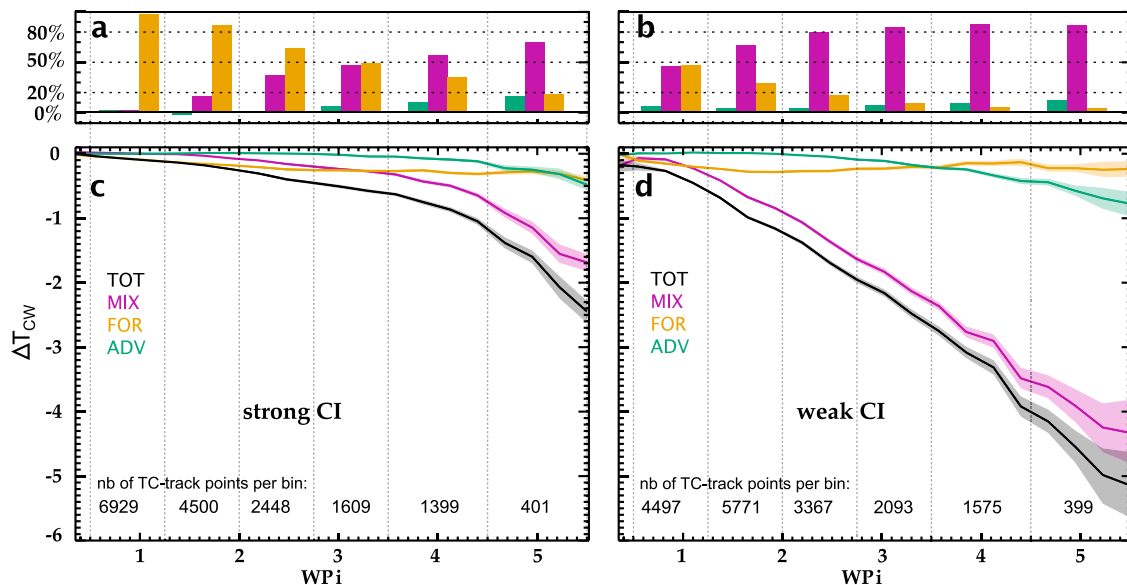 a
b
80%
50%
20%
0%
c
d
0
-1
-2
-3
-4
-5
-6
ΔT_CW
TOT
MIX
FOR
ADV
TOT
MIX
FOR
ADV
strong CI
weak CI
nb of TC-track points per bin:
6929 4500 2448 1609 1399 401
nb of TC-track points per bin:
4497 5771 3367 2093 1575 399
1 2 3 4 5
WPi
1 2 3 4 5
WPi